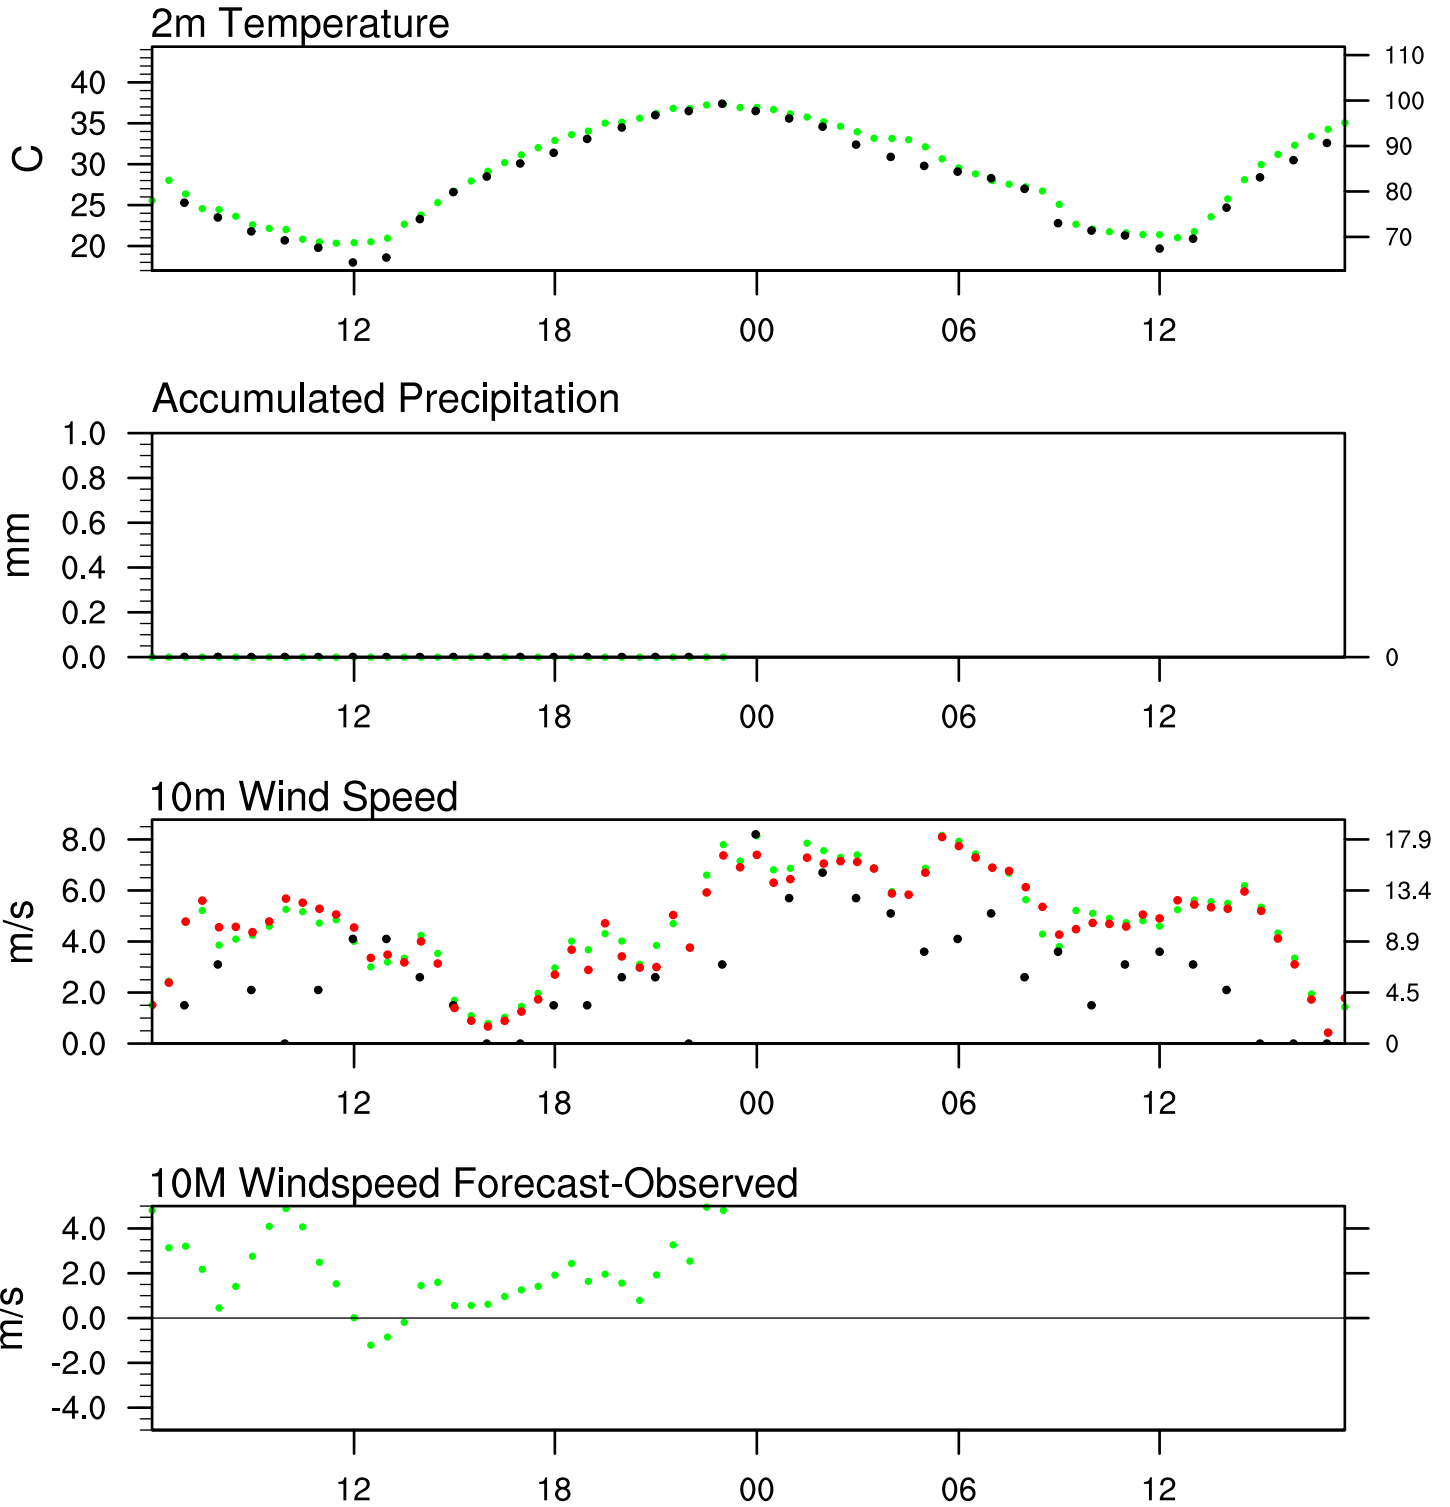 2m Temperature
40
35
30
25
20
C
110
100
90
80
70
12 18 00 06 12
Accumulated Precipitation
1.0
0.8
0.6
0.4
0.2
0.0
mm
0
12 18 00 06 12
10m Wind Speed
8.0
6.0
4.0
2.0
0.0
m/s
17.9
13.4
8.9
4.5
0
12 18 00 06 12
10M Windspeed Forecast-Observed
4.0
2.0
0.0
-2.0
-4.0
m/s
12 18 00 06 12